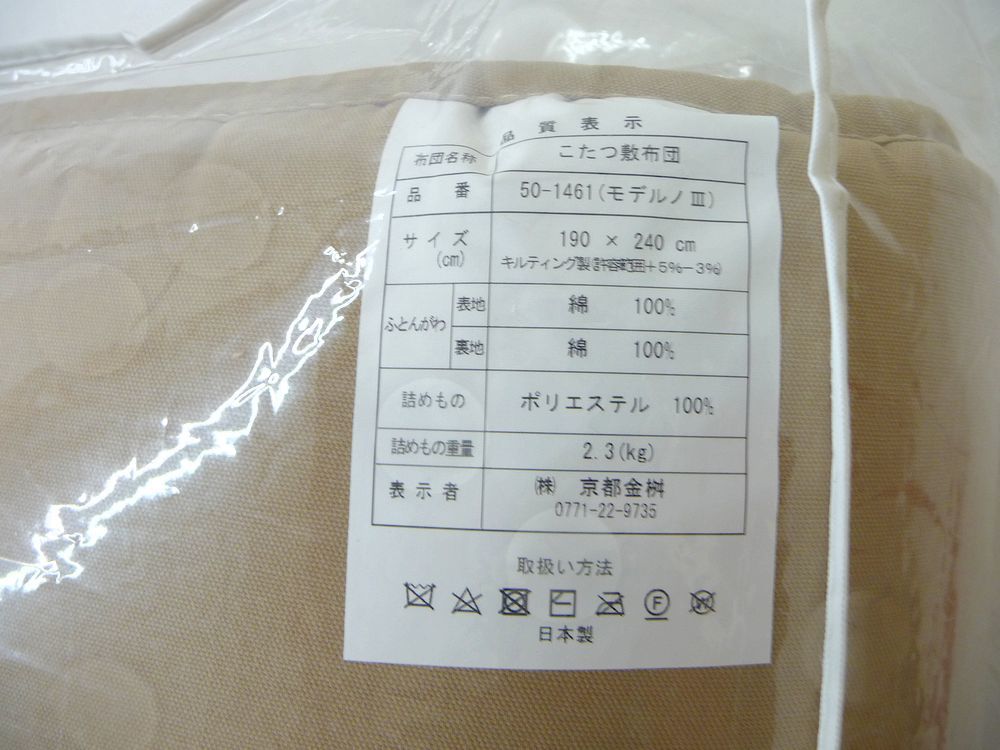 品質表示
布団名称 こたつ敷布団
品番 50-1461(モデルノⅢ)
サイズ(cm) 190 × 240 cm
キルティング製(許容範囲+5%-3%)
ふとんがわ 表地 綿 100%
裏地 綿 100%
詰めもの ポリエステル 100%
詰めもの重量 2.3(kg)
表示者 (株) 京都金桝
0771-22-9735
取扱い方法
F W
日本製